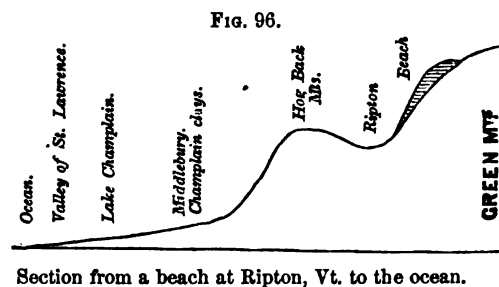 FIG. 96.
Ocean.
Valley of St. Lawrence.
Lake Champlain.
Middlebury.
Champlain clays.
Hog Back
Mts.
Ripton
Beach
GREEN MTS
Section from a beach at Ripton, Vt. to the ocean.